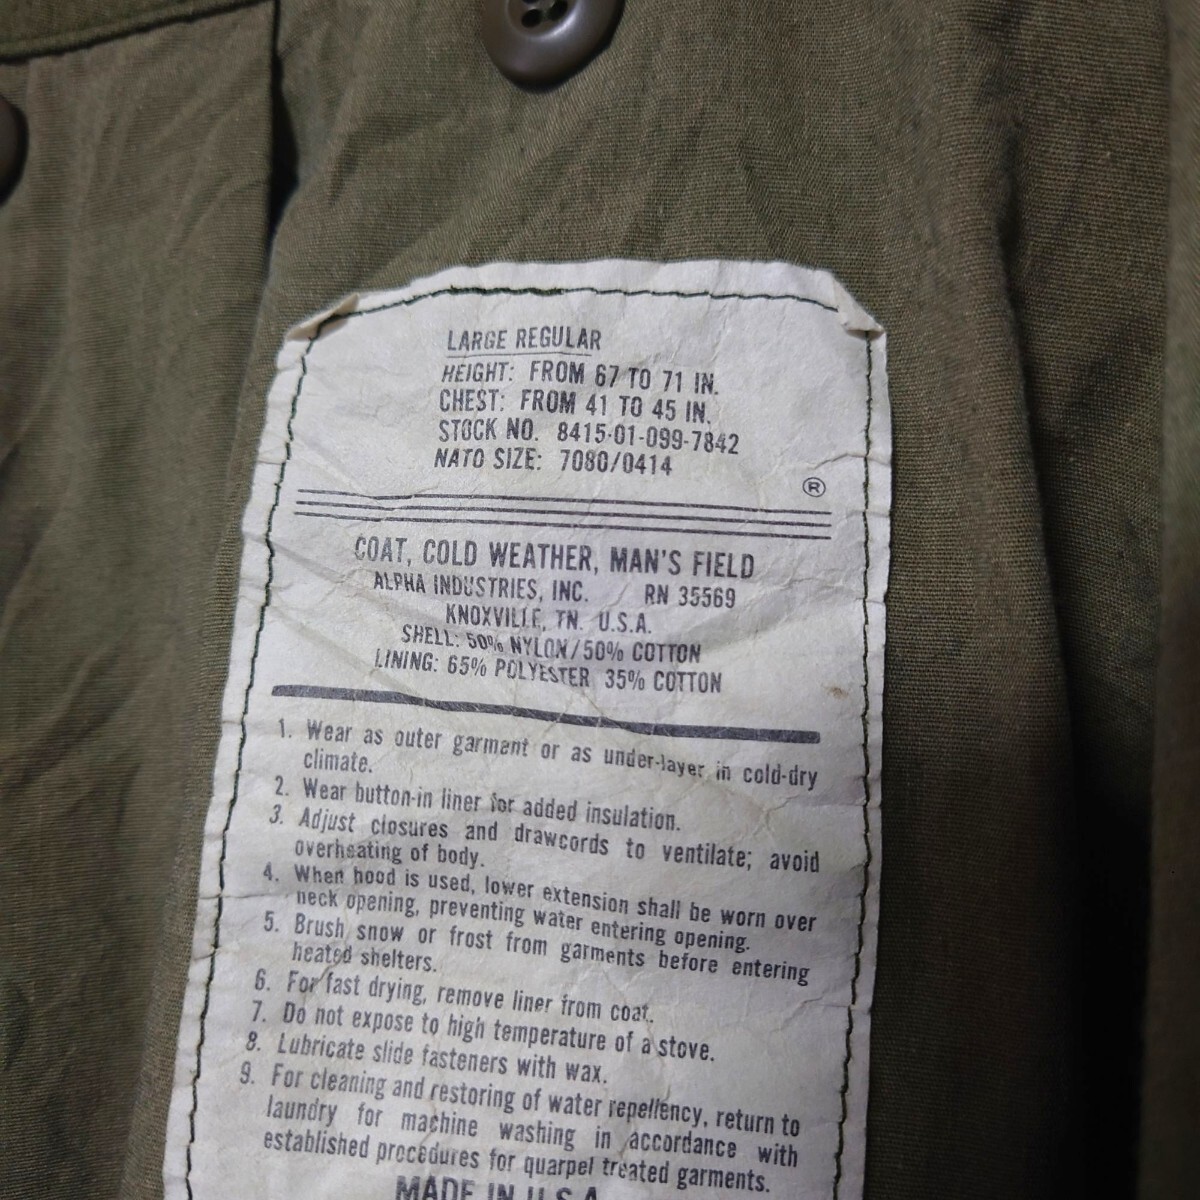 LARGE REGULAR
HEIGHT: FROM 67 TO 71 IN.
CHEST: FROM 41 TO 45 IN.
STOCK NO. 8415-01-099-7842
NATO SIZE: 7080/0414
®
COAT, COLD WEATHER, MAN'S FIELD
ALPHA INDUSTRIES, INC. RN 35569
KNOXVILLE, TN. U.S.A.
SHELL: 50% NYLON/50% COTTON
LINING: 65% POLYESTER 35% COTTON
1. Wear as outer garment or as under-layer in cold-dry
climate.
2. Wear button-in liner for added insulation.
3. Adjust closures and drawcords to ventilate; avoid
overheating of body.
4. When hood is used, lower extension shall be worn over
neck opening, preventing water entering opening.
5. Brush snow or frost from garments before entering
heated shelters.
6. For fast drying, remove liner from coat.
7. Do not expose to high temperature of a stove.
8. Lubricate slide fasteners with wax.
9. For cleaning and restoring of water repellency, return to
laundry for machine washing in accordance with
established procedures for quarpel treated garments.
MADE IN U.S.A.